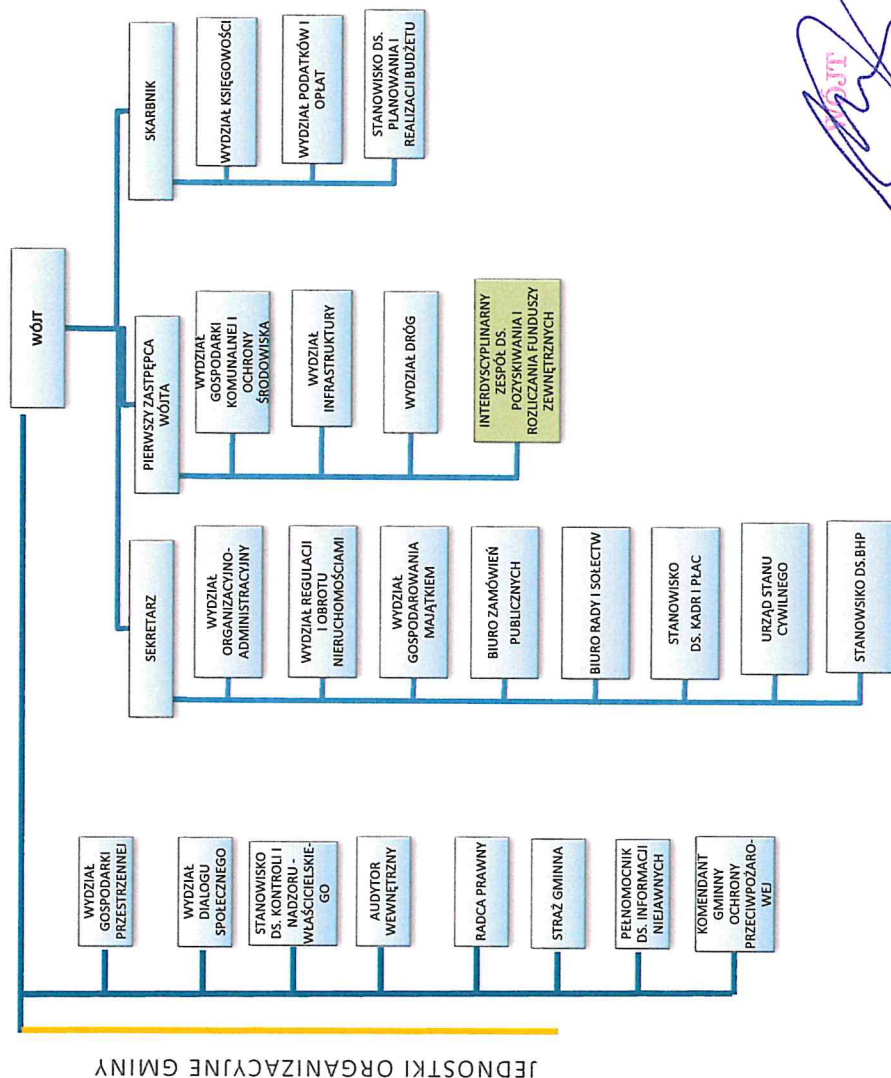 WÓJT
SEKRETARZ
PIERWSZY ZASTĘPCA
WÓJTA
SKARBNIK
WYDZIAŁ
GOSPODARKI
PRZESTRZENNEJ
WYDZIAŁ
DIALOGU
SPOŁECZNEGO
STANOWISKO
DS. KONTROLI I
NADZORU -
WŁAŚCICIELSKIE-
GO
AUDYTOR
WEWNĘTRZNY
RADCA PRAWNY
STRAŻ GMINNA
PEŁNOMOCNIK
DS. INFORMACJI
NIEJAWNYCH
KOMENDANT
GMINNY
OCHRONY
PRZECIWPOŻARO-
WEJ
WYDZIAŁ
ORGANIZACYJNO-
ADMINISTRACYJNY
WYDZIAŁ REGULACJI
I OBROTU
NIERUCHOMOŚCIAMI
WYDZIAŁ
GOSPODAROWANIA
MAJĄTKIEM
BIURO ZAMÓWIEŃ
PUBLICZNYCH
BIURO RADY I SOŁECTW
STANOWISKO
DS. KADR I PŁAC
URZĄD STANU
CYWILNEGO
STANOWSIKO DS.BHP
WYDZIAŁ
GOSPODARKI
KOMUNALNEJ I
OCHRONY
ŚRODOWISKA
WYDZIAŁ
INFRASTRUKTURY
WYDZIAŁ DRÓG
INTERDYSCYPLINARNY
ZESPÓŁ DS.
POZYSKIWANIA I
ROZLICZANIA FUNDUSZY
ZEWNĘTRZNYCH
WYDZIAŁ KSIĘGOWOŚCI
WYDZIAŁ PODATKÓW I
OPŁAT
STANOWISKO DS.
PLANOWANIA I
REALIZACJI BUDŻETU
JEDNOSTKI ORGANIZACYJNE GMINY
WÓJT